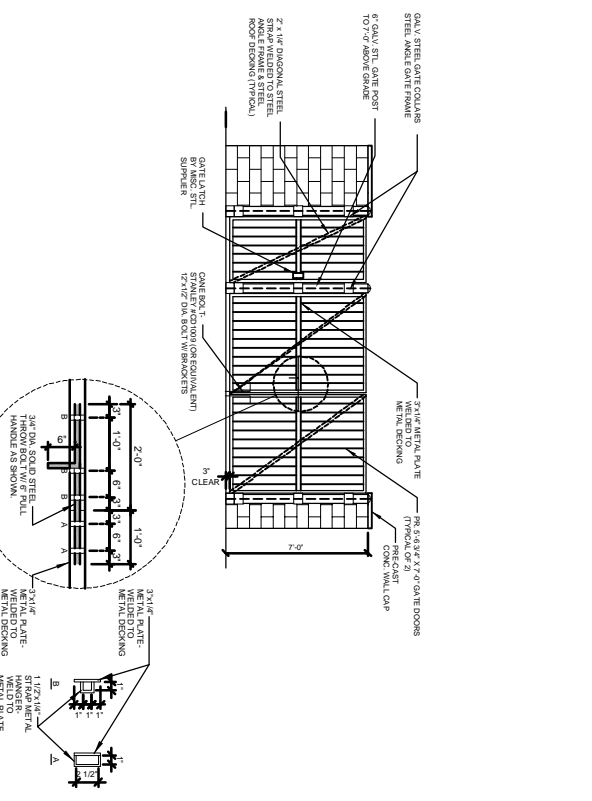 GALV. STEEL GATE COLLARS
STEEL ANGLE GATE FRAME
6" GALV. STL. GATE POST
TO 7'-0" ABOVE GRADE
2" x 1/4" DIAGONAL STEEL
STRAP WELDED TO STEEL
ANGLE FRAME & STEEL
ROOF DECKING (TYPICAL)
GATE LATCH
BY MISC. STL.
SUPPLIER
CANE BOLT-
STANLEY #CD1009 (OR EQUIVALENT)
12"x1/2" DIA. BOLT W/ BRACKETS
3"x1/4" METAL PLATE
WELDED TO
METAL DECKING
PR. 5'-6 3/4" X 7'-0" GATE DOORS
(TYPICAL OF 2)
PRE-CAST
CONC. WALL CAP
3"
CLEAR
7'-0"
2'-0"
1'-0"
3"
1'-0"
6"
3"
3"
6"
3"
B
B
B
A
A
6"
3/4" DIA. SOLID STEEL
THROW BOLT W/ 6" PULL
HANDLE AS SHOWN.
3"x1/4"
METAL PLATE-
WELDED TO
METAL DECKING
3"x1/4"
METAL PLATE-
WELDED TO
METAL DECKING
1 1/2"x1/4"
STRAP METAL
HANGER-
WELD TO
METAL PLATE
1"
1"
1"
1"
B
1"
2 1/2"
A